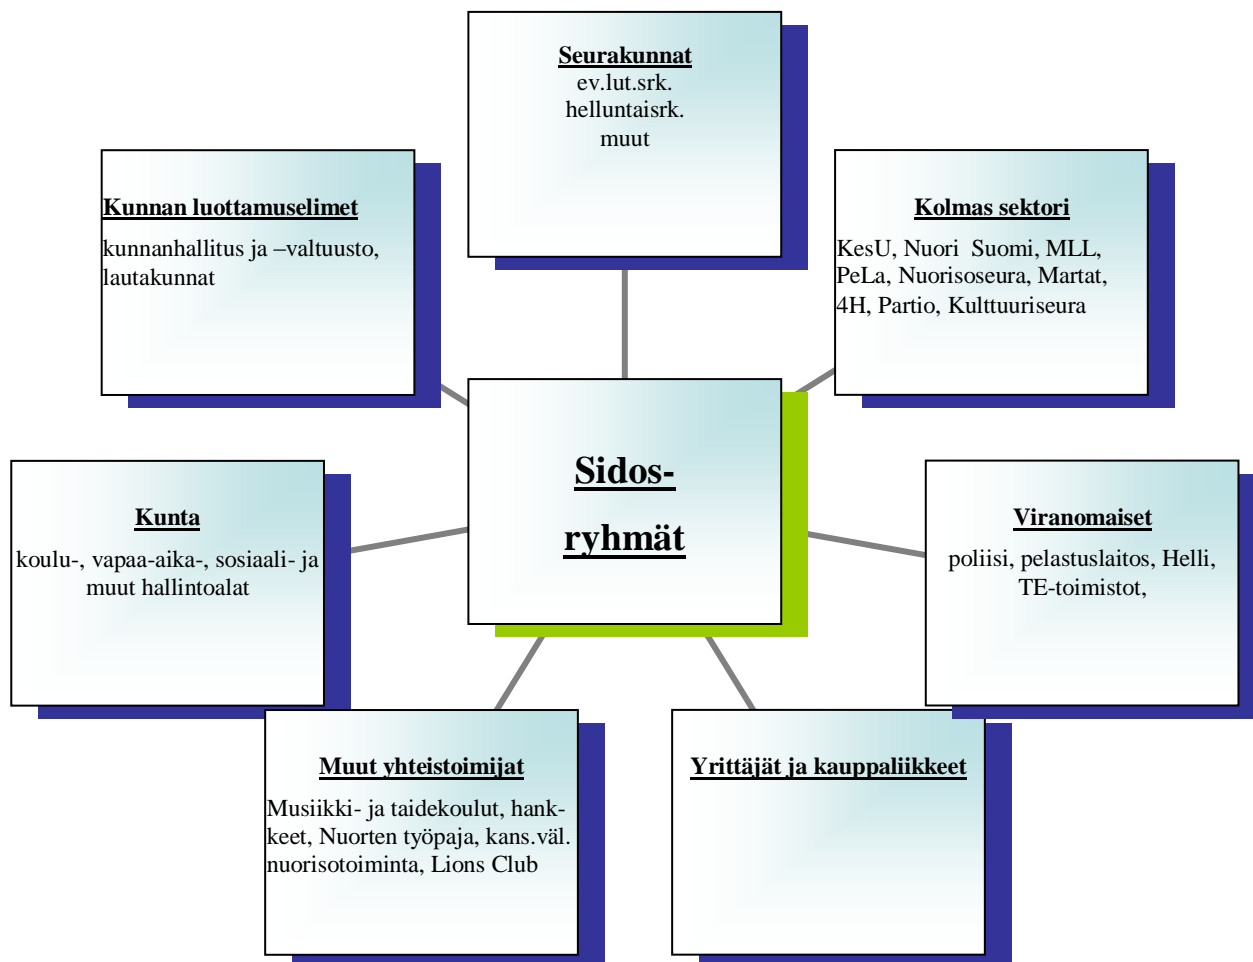 Seurakunnat
ev.lut.srk.
helluntaisrk.
muut
Kunnan luottamuselimet
kunnanhallitus ja –valtuusto,
lautakunnat
Kolmas sektori
KesU, Nuori Suomi, MLL,
PeLa, Nuorisoseura, Martat,
4H, Partio, Kulttuuriseura
Sidos-
ryhmät
Kunta
koulu-, vapaa-aika-, sosiaali- ja
muut hallintoalat
Viranomaiset
poliisi, pelastuslaitos, Helli,
TE-toimistot,
Muut yhteistoimijat
Musiikki- ja taidekoulut, hank-
keet, Nuorten työpaja, kans.väl.
nuorisotoiminta, Lions Club
Yrittäjät ja kauppaliikkeet